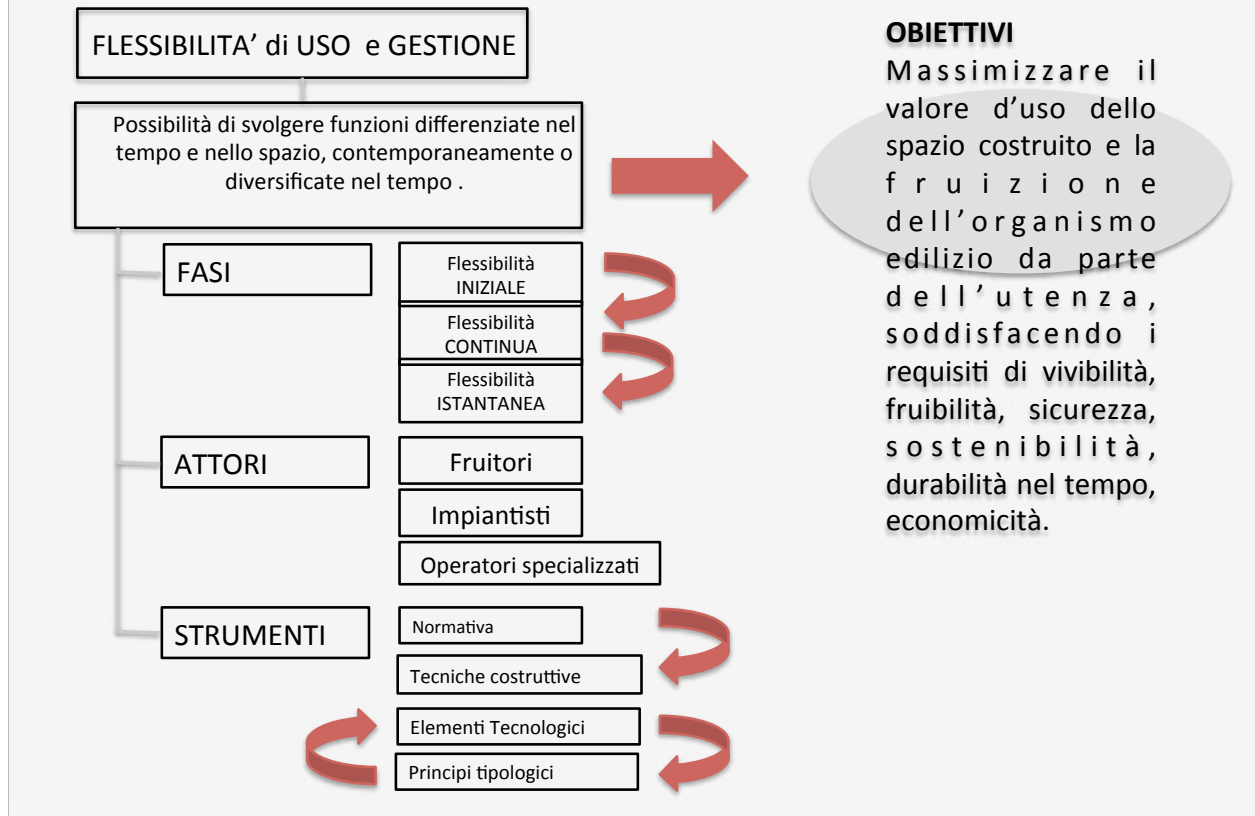 FLESSIBILITA’ di USO e GESTIONE
Possibilità di svolgere funzioni differenziate nel
tempo e nello spazio, contemporaneamente o
diversificate nel tempo .
FASI
Flessibilità
INIZIALE
Flessibilità
CONTINUA
Flessibilità
ISTANTANEA
ATTORI
Fruitori
Impiantisti
Operatori specializzati
STRUMENTI
Normativa
Tecniche costruttive
Elementi Tecnologici
Principi tipologici
OBIETTIVI
Massimizzare il
valore d’uso dello
spazio costruito e la
fruizione
dell’organismo
edilizio da parte
dell’utenza,
soddisfacendo i
requisiti di vivibilità,
fruibilità, sicurezza,
sostenibilità,
durabilità nel tempo,
economicità.